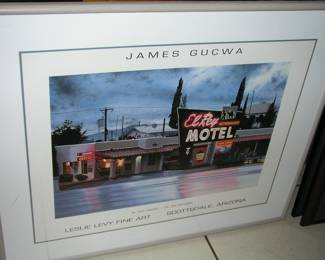 JAMES GUCWA
El Rey
MOTEL
LESLIE LEVY FINE ART SCOTTSDALE, ARIZONA